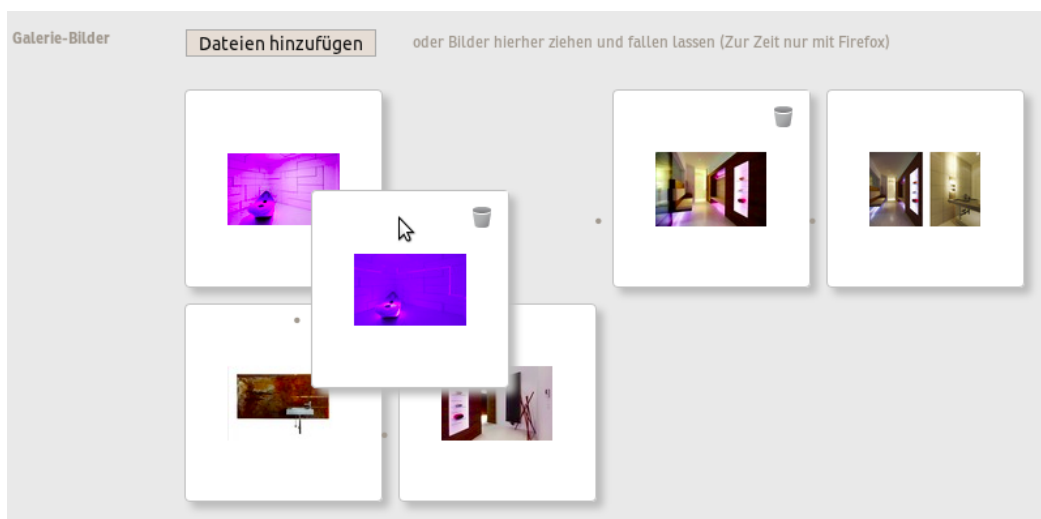 Galerie-Bilder
Dateien hinzufügen
oder Bilder hierher ziehen und fallen lassen (Zur Zeit nur mit Firefox)